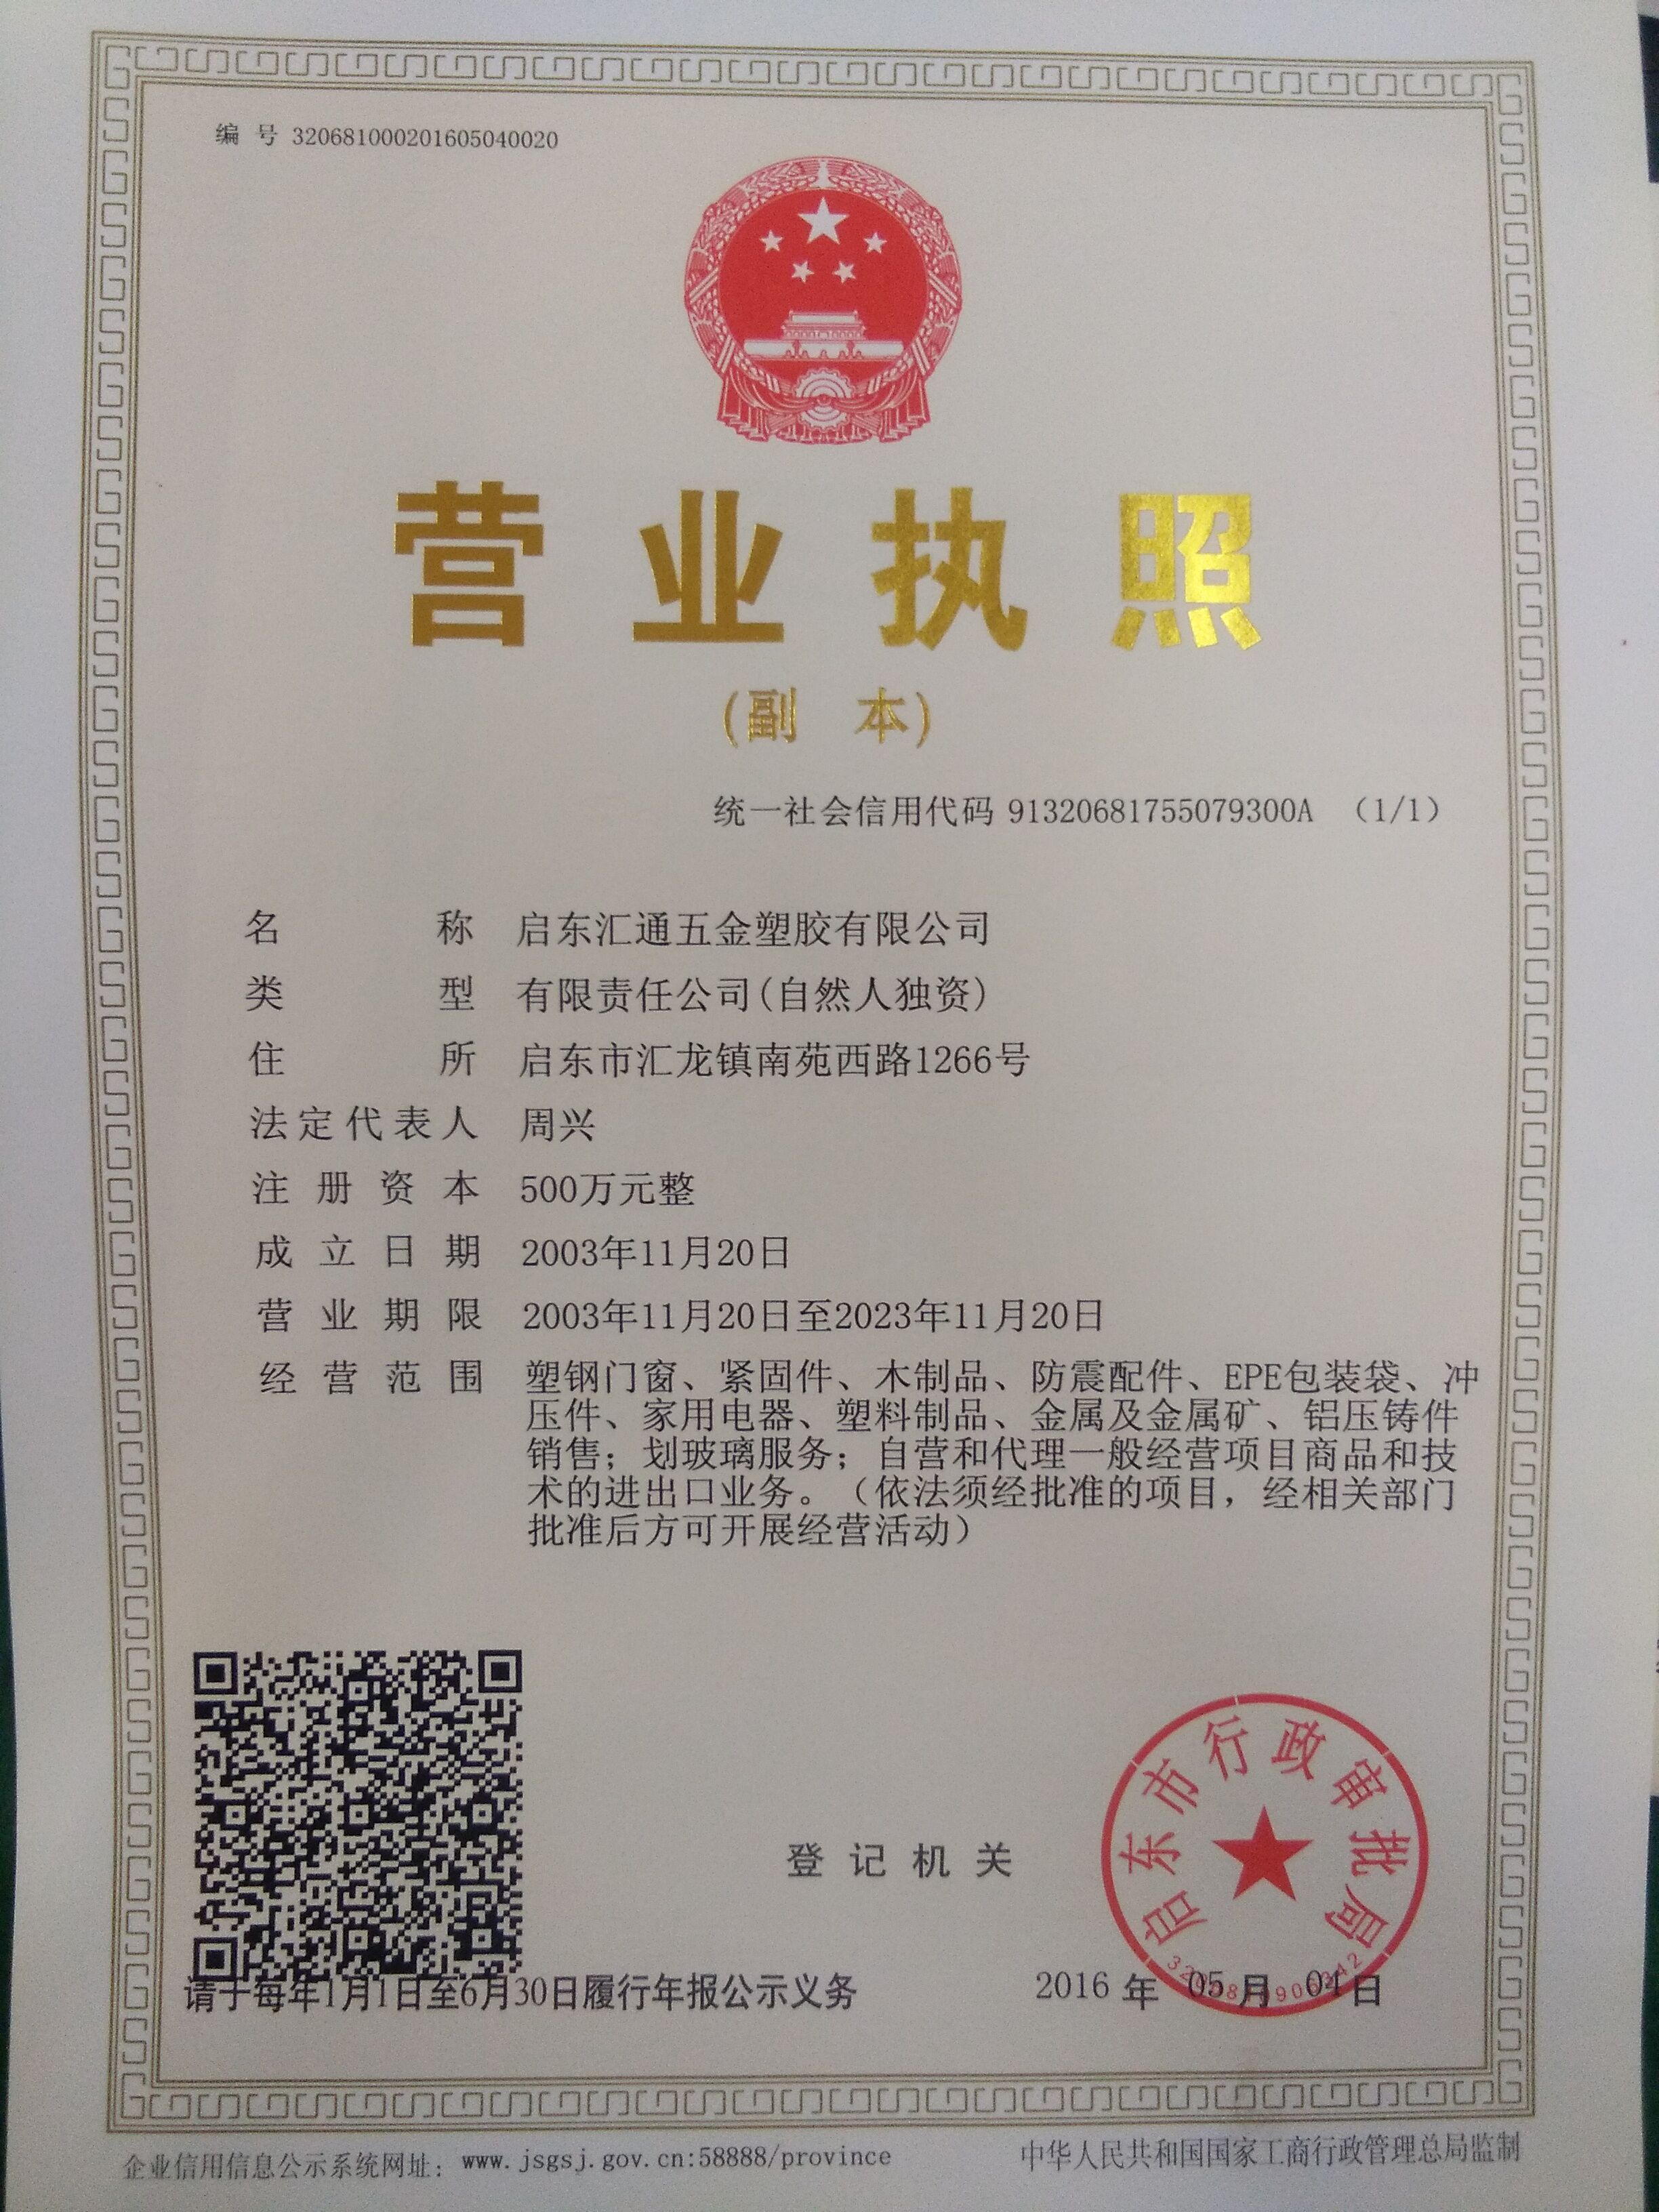 编 号 320681000201605040020
营业执照
(副 本)
统一社会信用代码 91320681755079300A （1/1）
名 称 启东汇通五金塑胶有限公司
类 型 有限责任公司(自然人独资)
住 所 启东市汇龙镇南苑西路1266号
法定代表人 周兴
注册资本 500万元整
成立日期 2003年11月20日
营业期限 2003年11月20日至2023年11月20日
经营范围 塑钢门窗、紧固件、木制品、防震配件、EPE包装袋、冲
压件、家用电器、塑料制品、金属及金属矿、铝压铸件
销售；划玻璃服务；自营和代理一般经营项目商品和技
术的进出口业务。（依法须经批准的项目，经相关部门
批准后方可开展经营活动）
启东市行政审批局
登记机关
请于每年1月1日至6月30日履行年报公示义务
2016 年 05 月 04 日
企业信用信息公示系统网址：www.jsgsj.gov.cn:58888/province
中华人民共和国国家工商行政管理总局监制